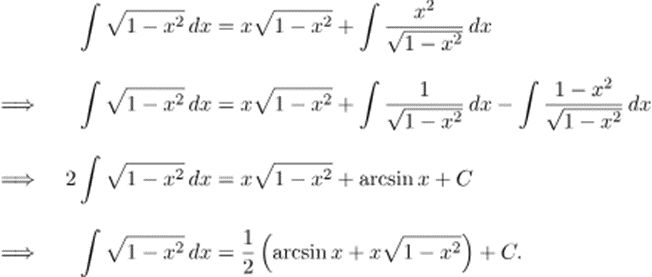 ∫ √(1 − x²) dx = x√(1 − x²) + ∫ x²/√(1 − x²) dx
⟹ ∫ √(1 − x²) dx = x√(1 − x²) + ∫ 1/√(1 − x²) dx − ∫ (1 − x²)/√(1 − x²) dx
⟹ 2 ∫ √(1 − x²) dx = x√(1 − x²) + arcsin x + C
⟹ ∫ √(1 − x²) dx = 1/2 (arcsin x + x√(1 − x²)) + C.